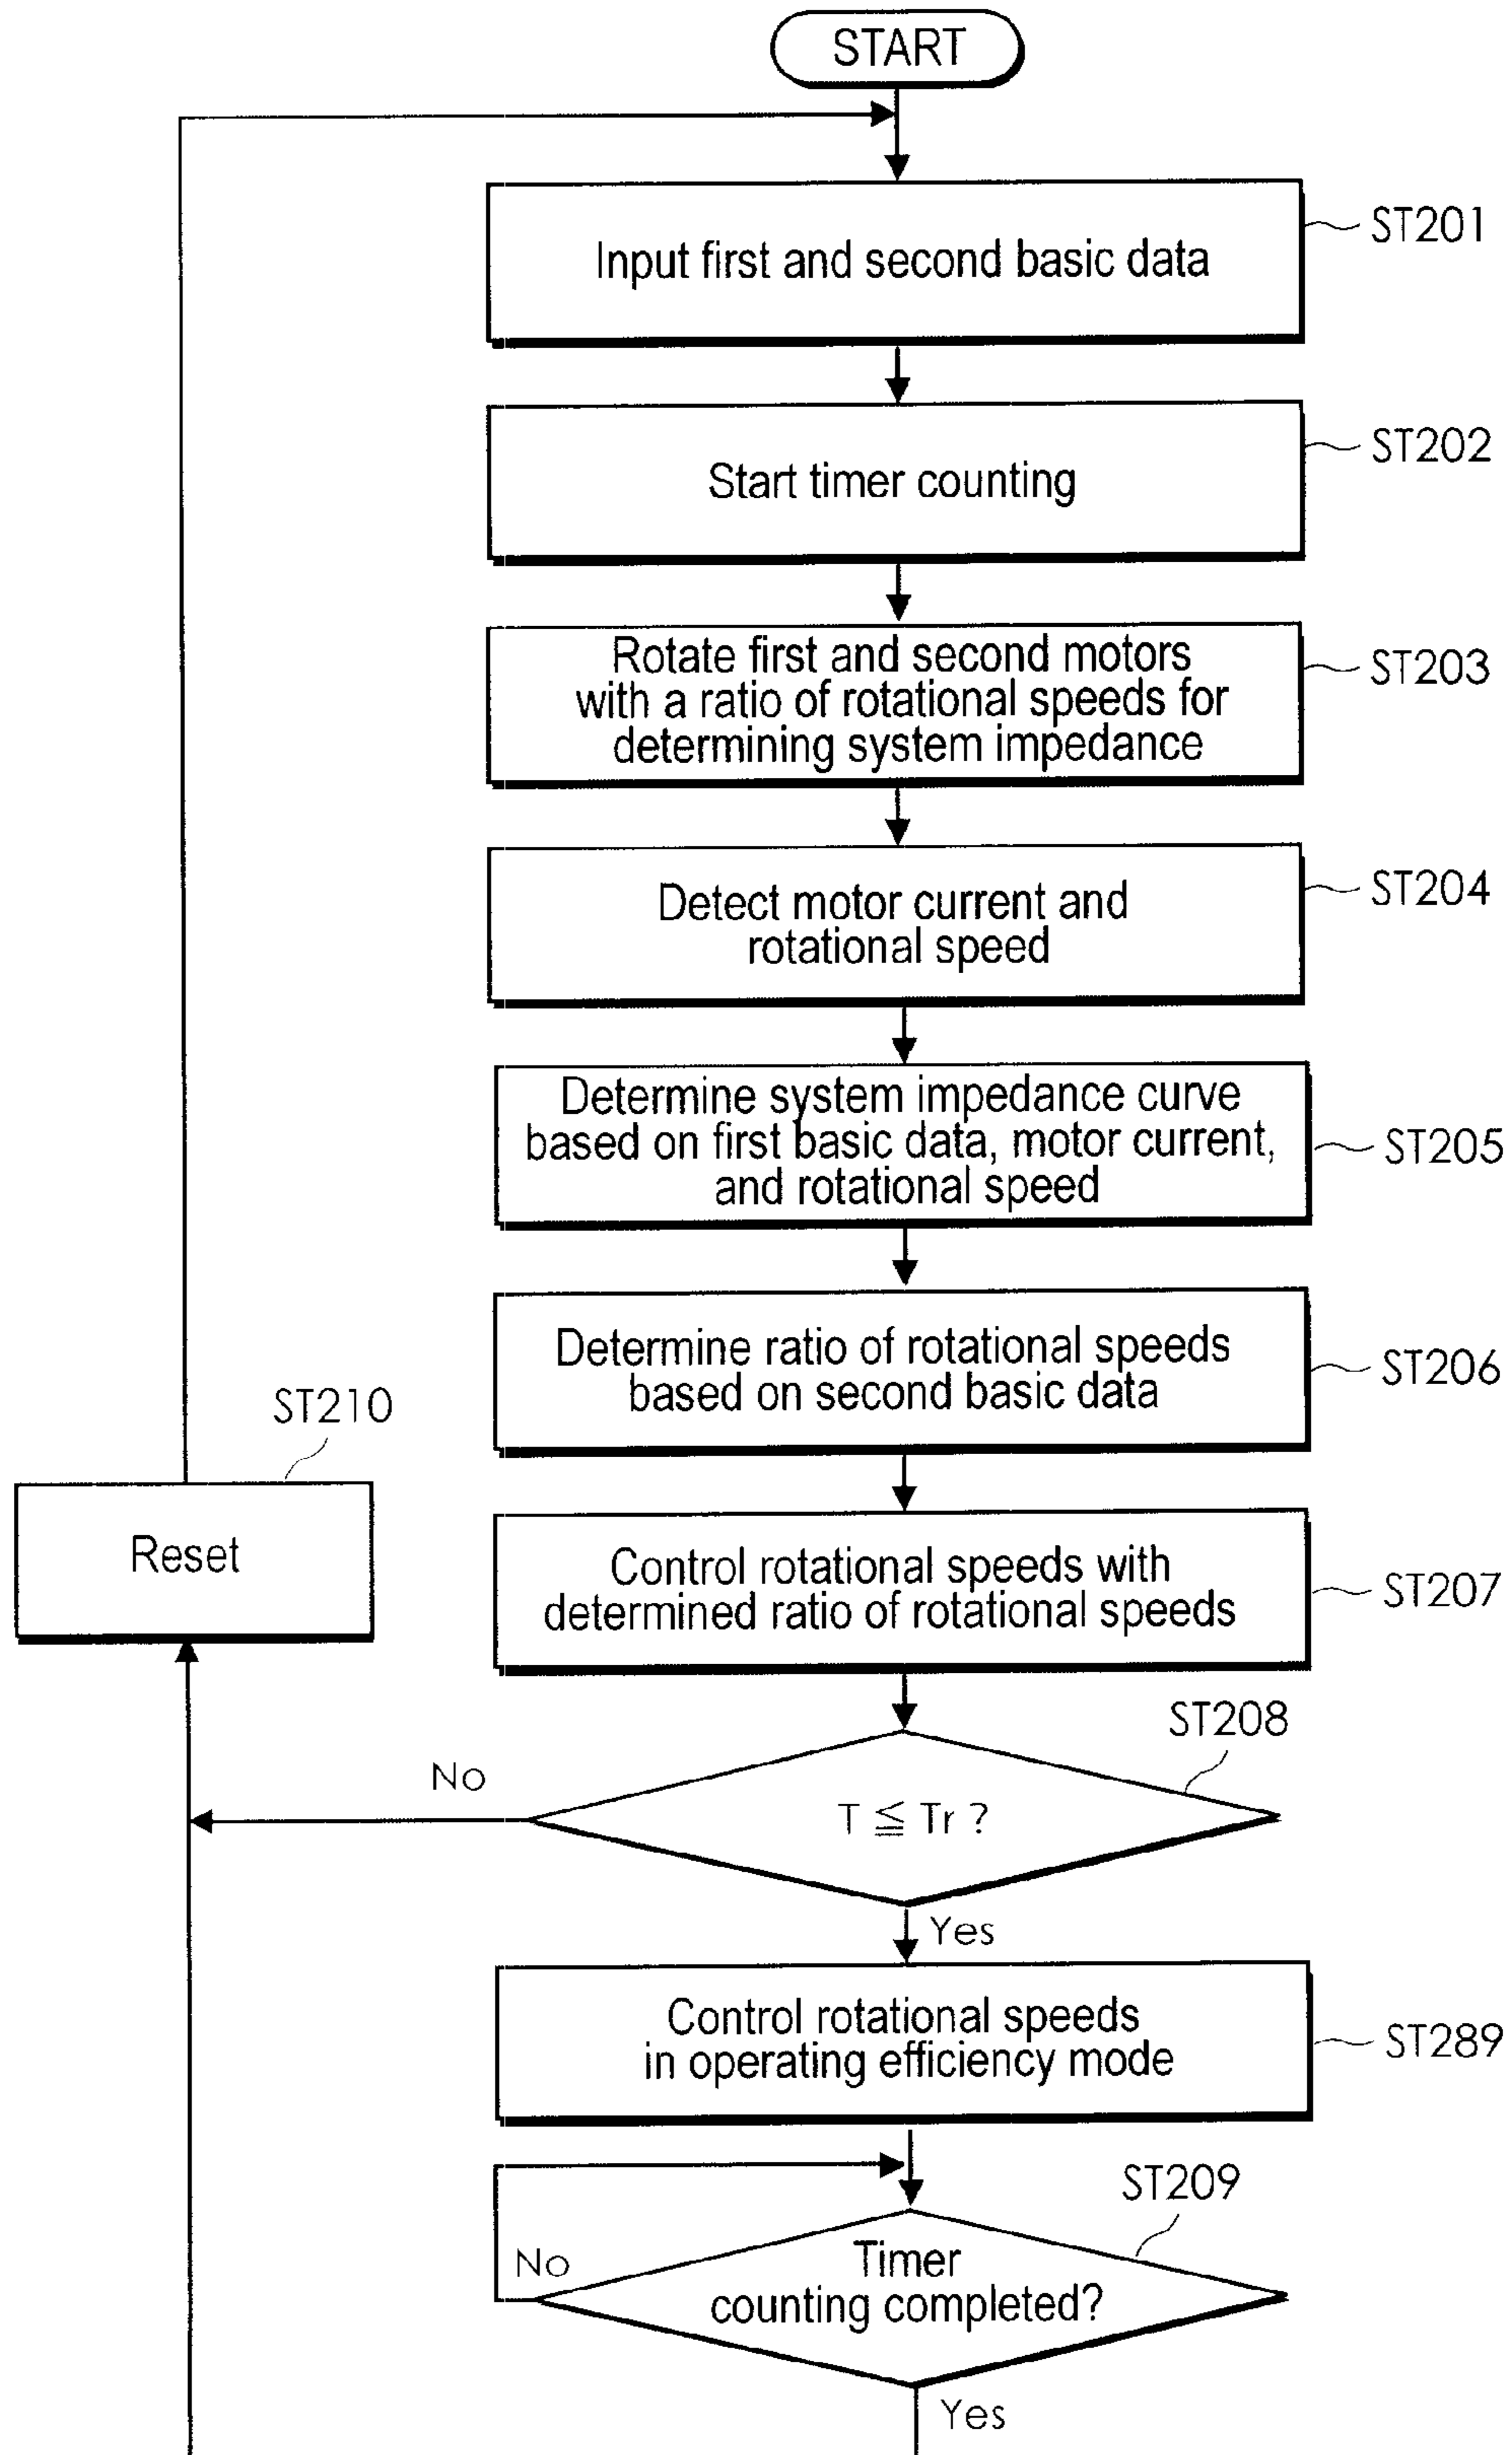 START
Input first and second basic data
ST201
Start timer counting
ST202
Rotate first and second motors
with a ratio of rotational speeds for
determining system impedance
ST203
Detect motor current and
rotational speed
ST204
Determine system impedance curve
based on first basic data, motor current,
and rotational speed
ST205
Determine ratio of rotational speeds
based on second basic data
ST206
ST210
Reset
Control rotational speeds with
determined ratio of rotational speeds
ST207
ST208
No
T ≦ Tr ?
Yes
Control rotational speeds
in operating efficiency mode
ST289
ST209
No
Timer
counting completed?
Yes